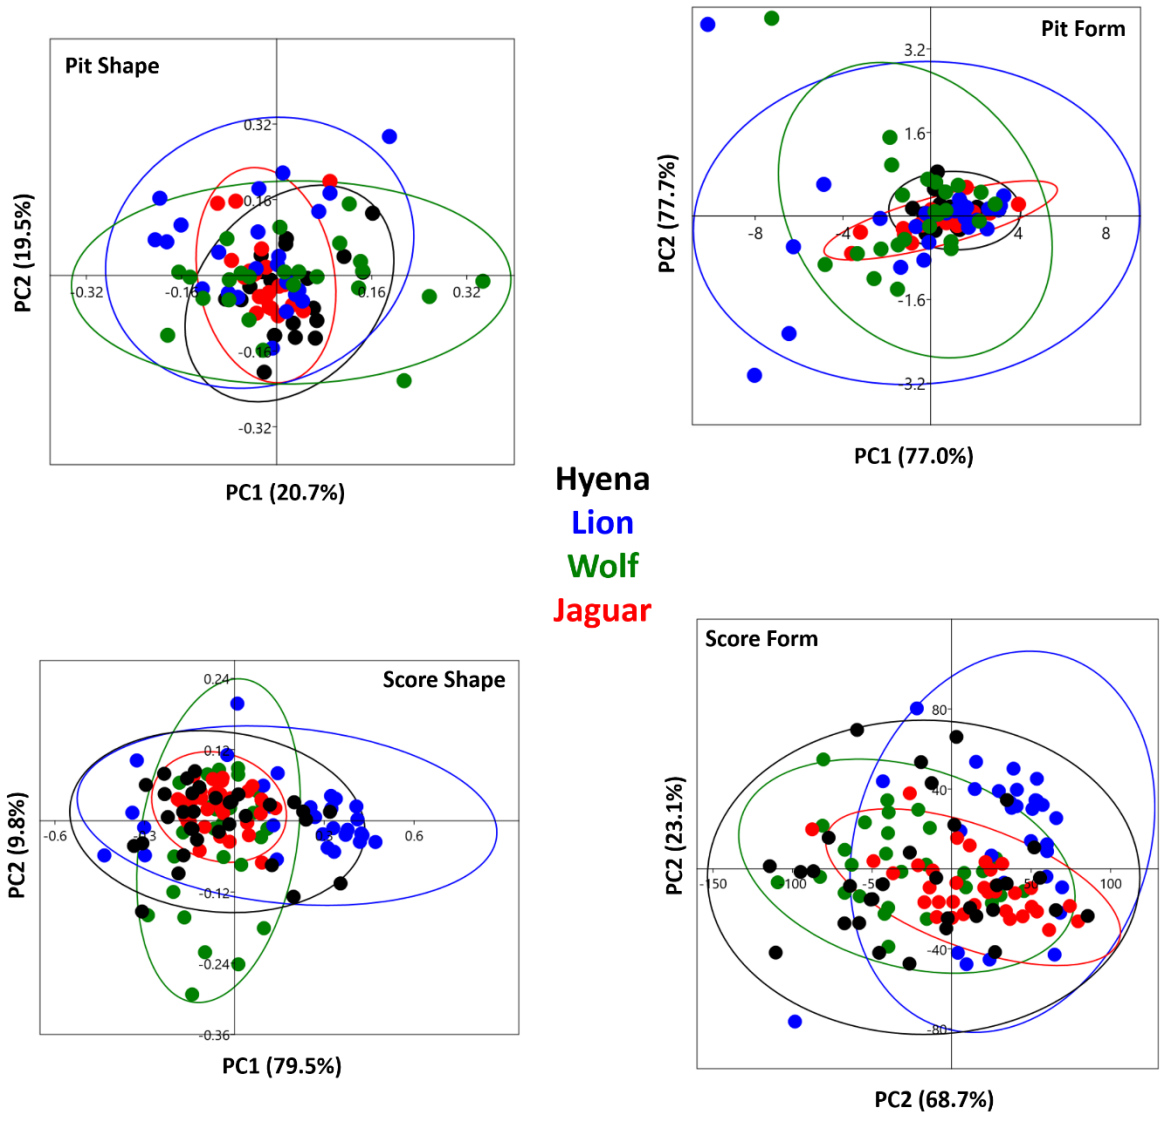 Pit Shape
0.32
0.16
-0.32
-0.16
0.16
0.32
-0.16
-0.32
PC2 (19.5%)
PC1 (20.7%)
Pit Form
3.2
1.6
-8
-4
4
8
-1.6
-3.2
PC2 (77.7%)
PC1 (77.0%)
Hyena
Lion
Wolf
Jaguar
Score Shape
0.24
-0.6
0.6
-0.12
-0.24
-0.36
PC2 (9.8%)
PC1 (79.5%)
Score Form
80
40
-150
-100
-50
50
100
-40
-80
PC2 (23.1%)
PC2 (68.7%)